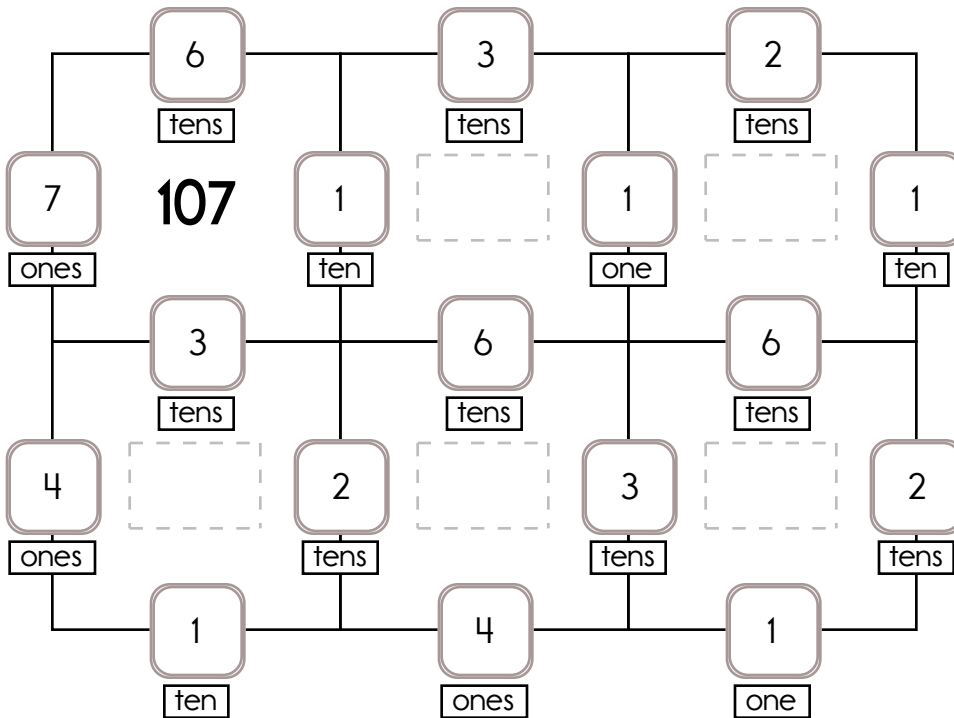 6 3 2
tens tens tens
7 107 1 1 1
ones ten one ten
3 6 6
tens tens tens
4 2 3 2
ones tens tens tens
1 4 1
ten ones one